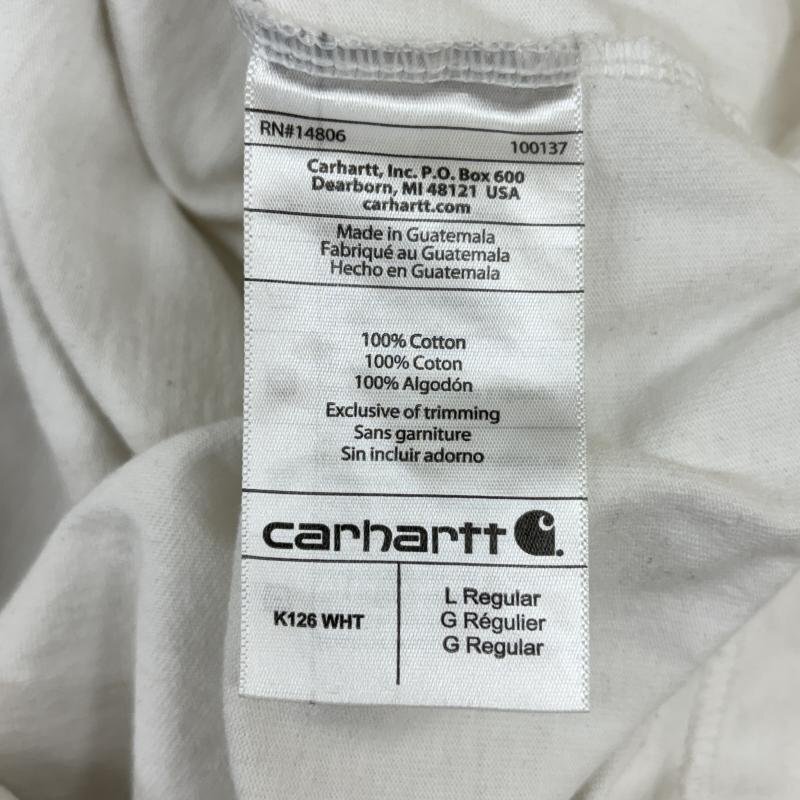 RN#14806
100137
Carhartt, Inc. P.O. Box 600
Dearborn, MI 48121 USA
carhartt.com
Made in Guatemala
Fabriqué au Guatemala
Hecho en Guatemala
100% Cotton
100% Coton
100% Algodón
Exclusive of trimming
Sans garniture
Sin incluir adorno
carhartt
K126 WHT
L Regular
G Régulier
G Regular